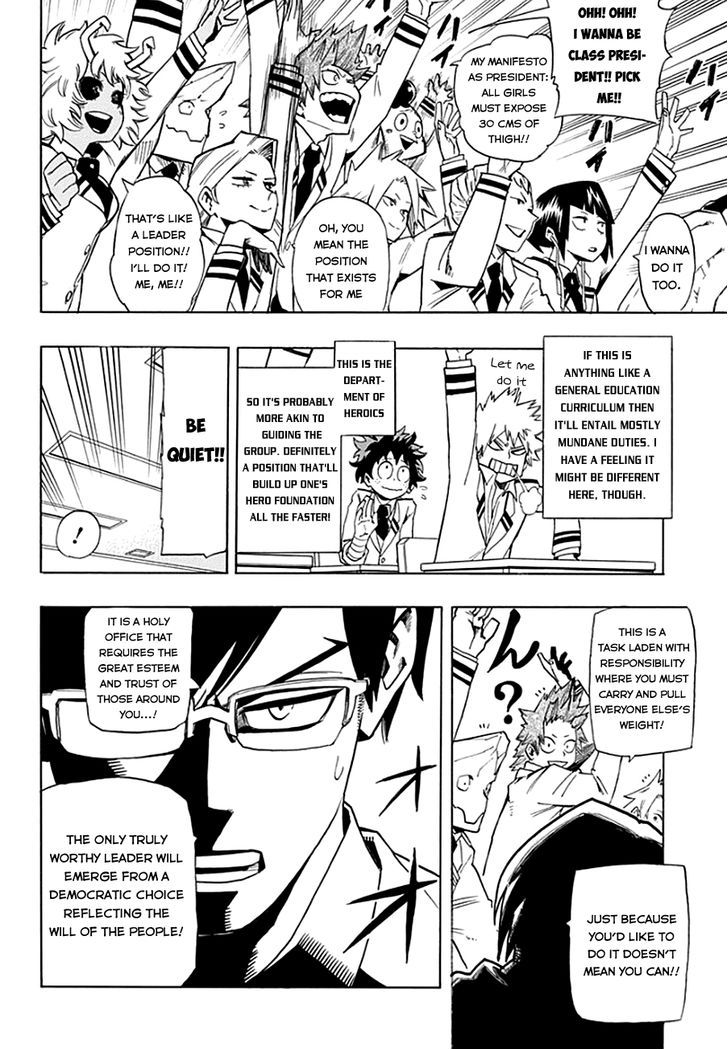 OHH! OHH!
I WANNA BE
CLASS PRESI-
DENT!! PICK
ME!!
MY MANIFESTO
AS PRESIDENT:
ALL GIRLS
MUST EXPOSE
30 CMS OF
THIGH!!
I WANNA
DO IT
TOO.
OH, YOU
MEAN THE
POSITION
THAT EXISTS
FOR ME
THAT'S LIKE
A LEADER
POSITION!!
I'LL DO IT!
ME, ME!!
IF THIS IS
ANYTHING LIKE A
GENERAL EDUCATION
CURRICULUM THEN
IT'LL ENTAIL MOSTLY
MUNDANE DUTIES. I
HAVE A FEELING IT
MIGHT BE DIFFERENT
HERE, THOUGH.
Let me
do it
THIS IS THE
DEPART-
MENT OF
HEROICS
SO IT'S PROBABLY
MORE AKIN TO
GUIDING THE
GROUP. DEFINITELY
A POSITION THAT'LL
BUILD UP ONE'S
HERO FOUNDATION
ALL THE FASTER!
BE
QUIET!!
!
THIS IS A
TASK LADEN WITH
RESPONSIBILITY
WHERE YOU MUST
CARRY AND PULL
EVERYONE ELSE'S
WEIGHT!
ん?
JUST BECAUSE
YOU'D LIKE TO
DO IT DOESN'T
MEAN YOU CAN!!
IT IS A HOLY
OFFICE THAT
REQUIRES THE
GREAT ESTEEM
AND TRUST OF
THOSE AROUND
YOU...!
THE ONLY TRULY
WORTHY LEADER WILL
EMERGE FROM A
DEMOCRATIC CHOICE
REFLECTING THE
WILL OF THE PEOPLE!